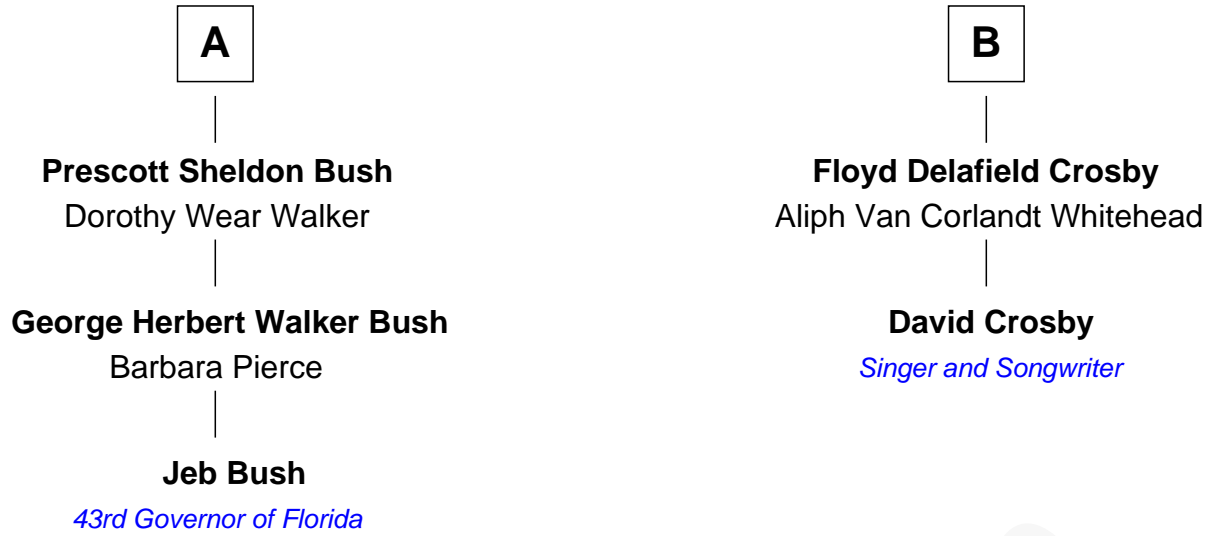 A
Prescott Sheldon Bush
Dorothy Wear Walker
George Herbert Walker Bush
Barbara Pierce
Jeb Bush
43rd Governor of Florida
B
Floyd Delafield Crosby
Aliph Van Corlandt Whitehead
David Crosby
Singer and Songwriter